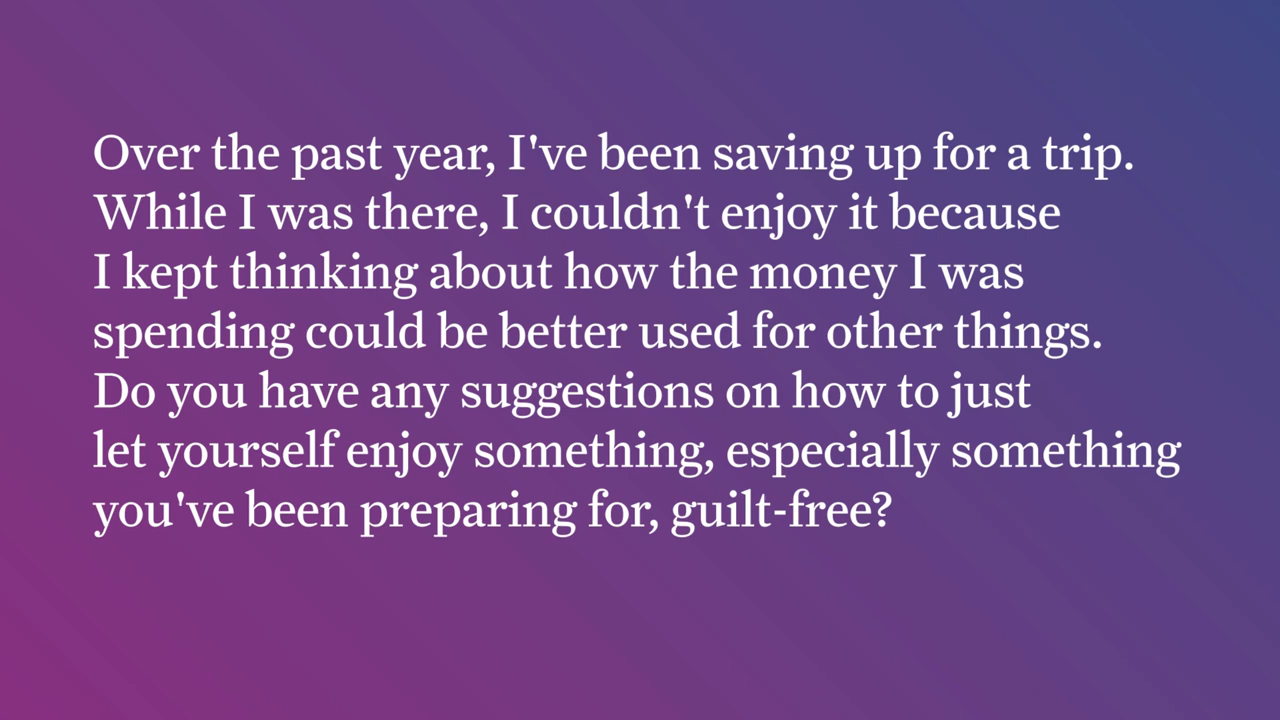 Over the past year, I've been saving up for a trip.
While I was there, I couldn't enjoy it because
I kept thinking about how the money I was
spending could be better used for other things.
Do you have any suggestions on how to just
let yourself enjoy something, especially something
you've been preparing for, guilt-free?